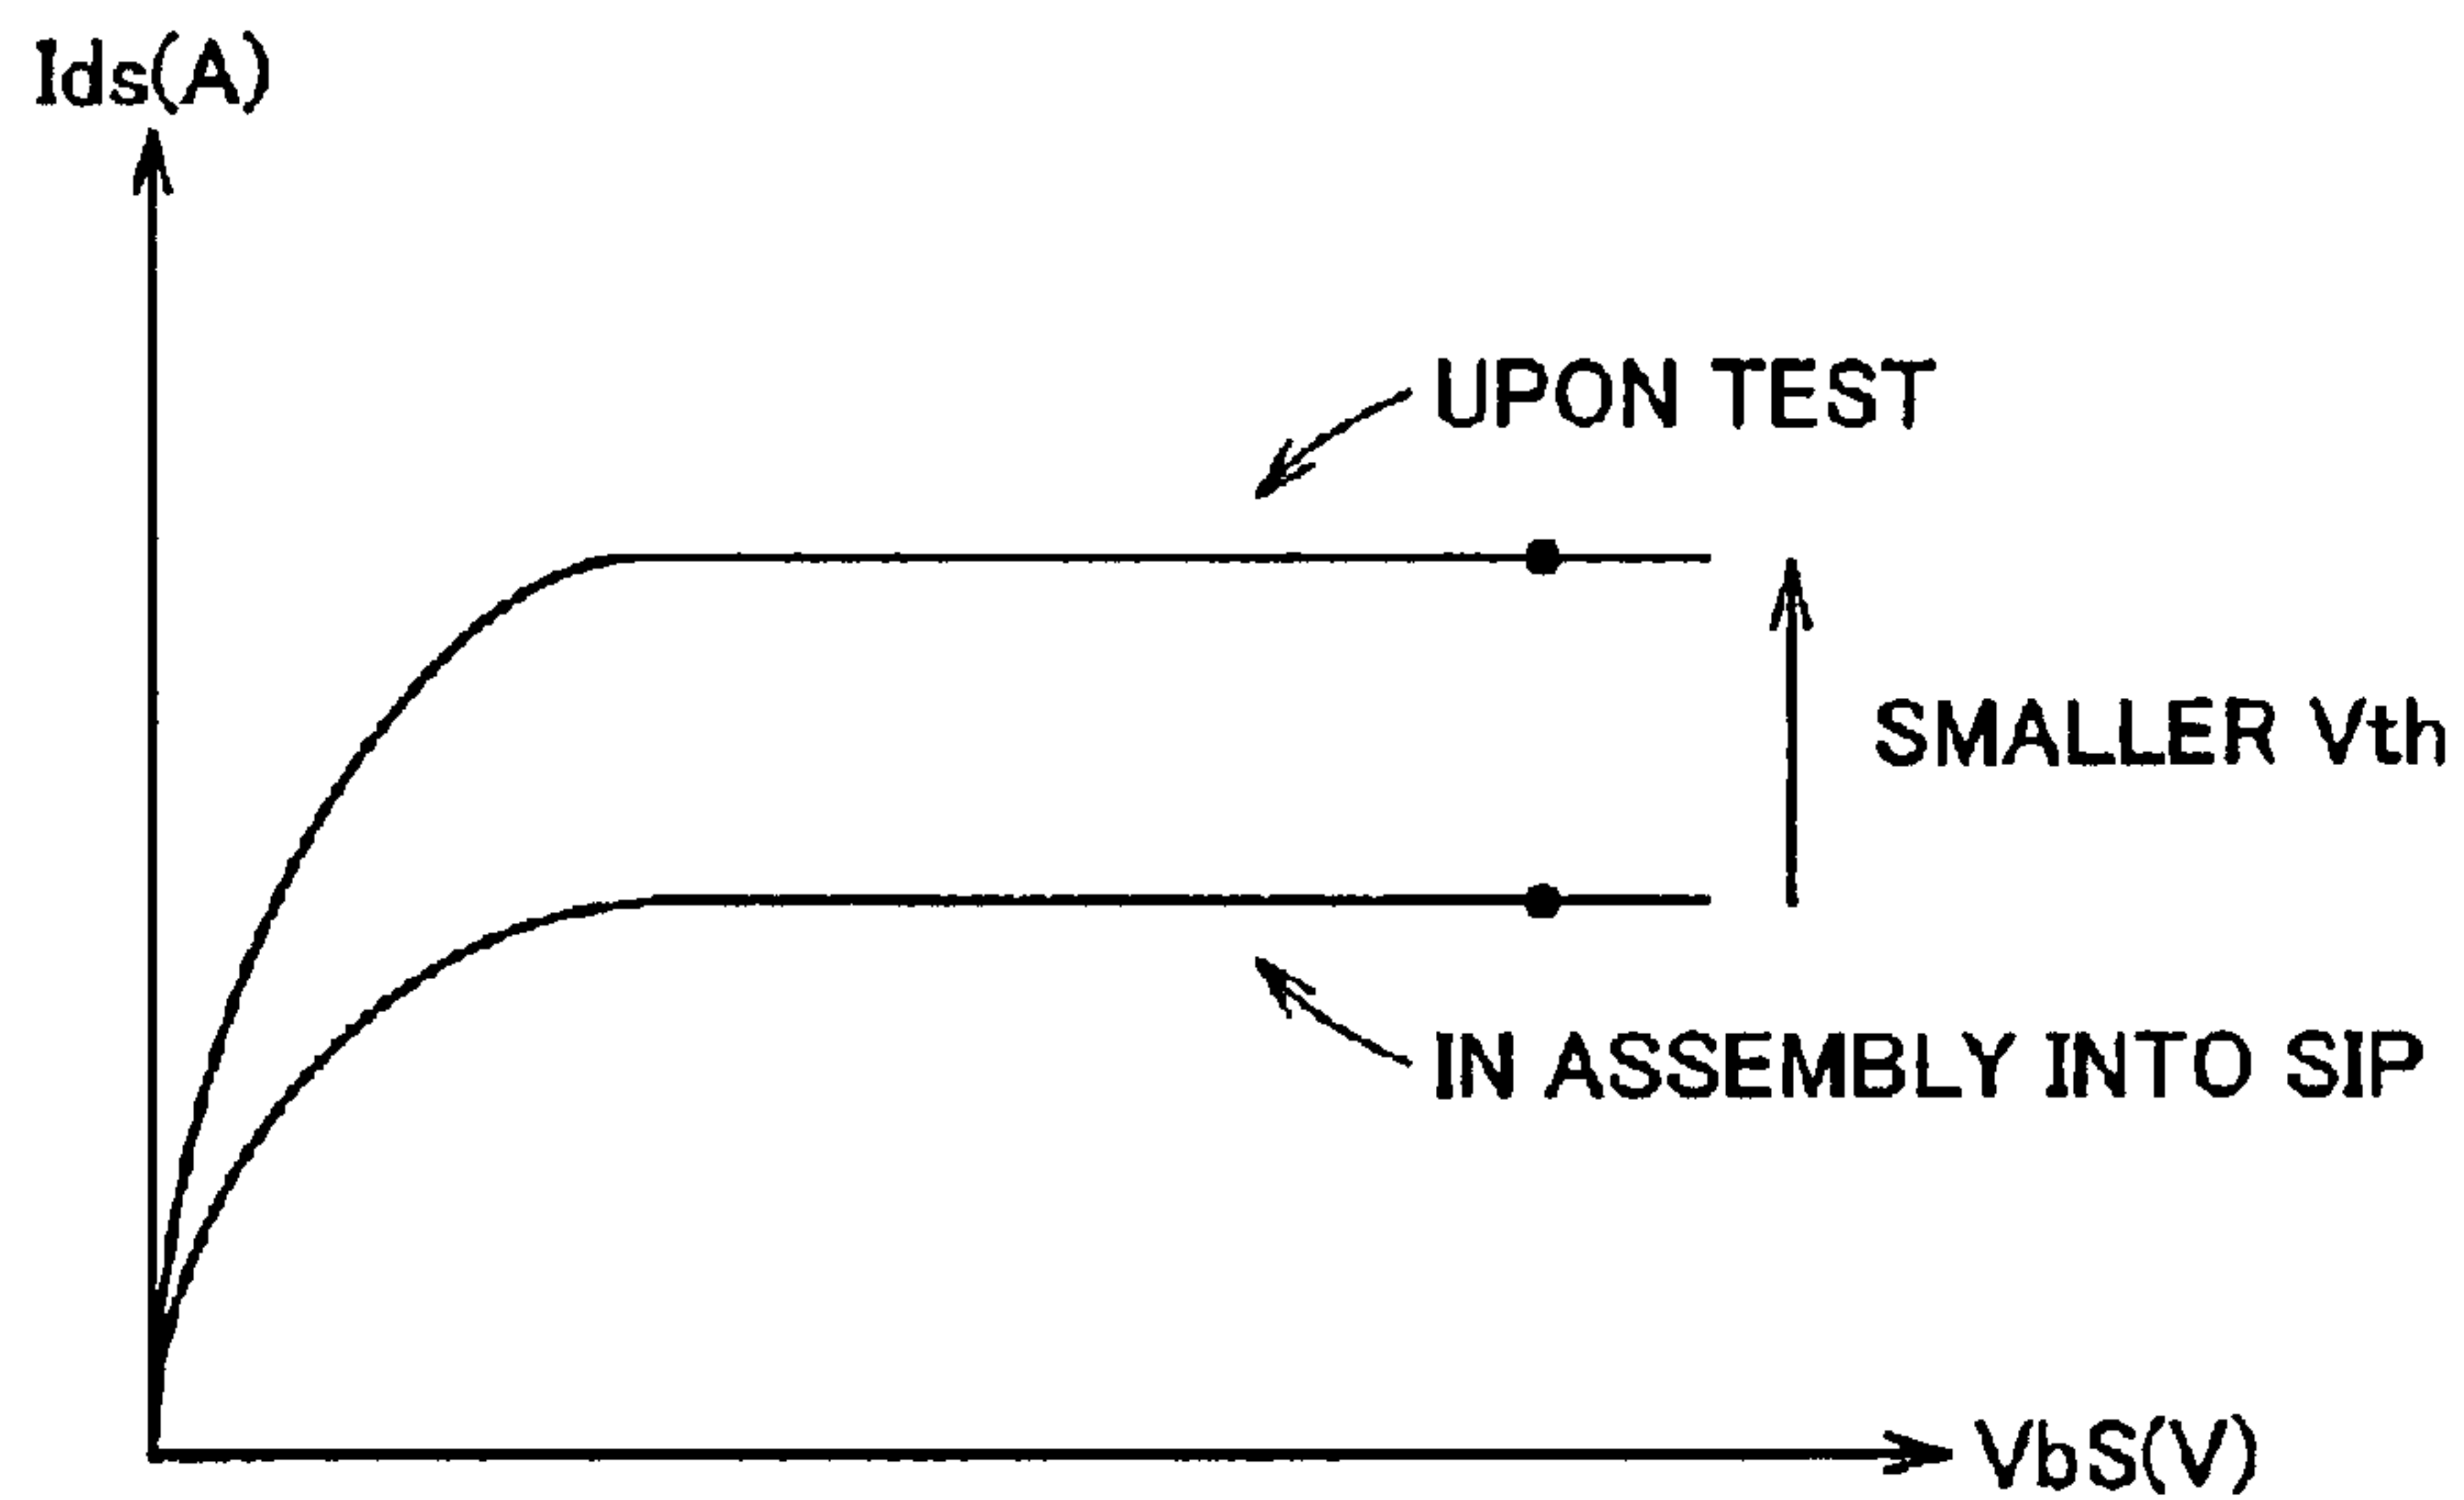 Ids(A)
UPON TEST
SMALLER Vth
IN ASSEMBLY INTO SIP
VbS(V)